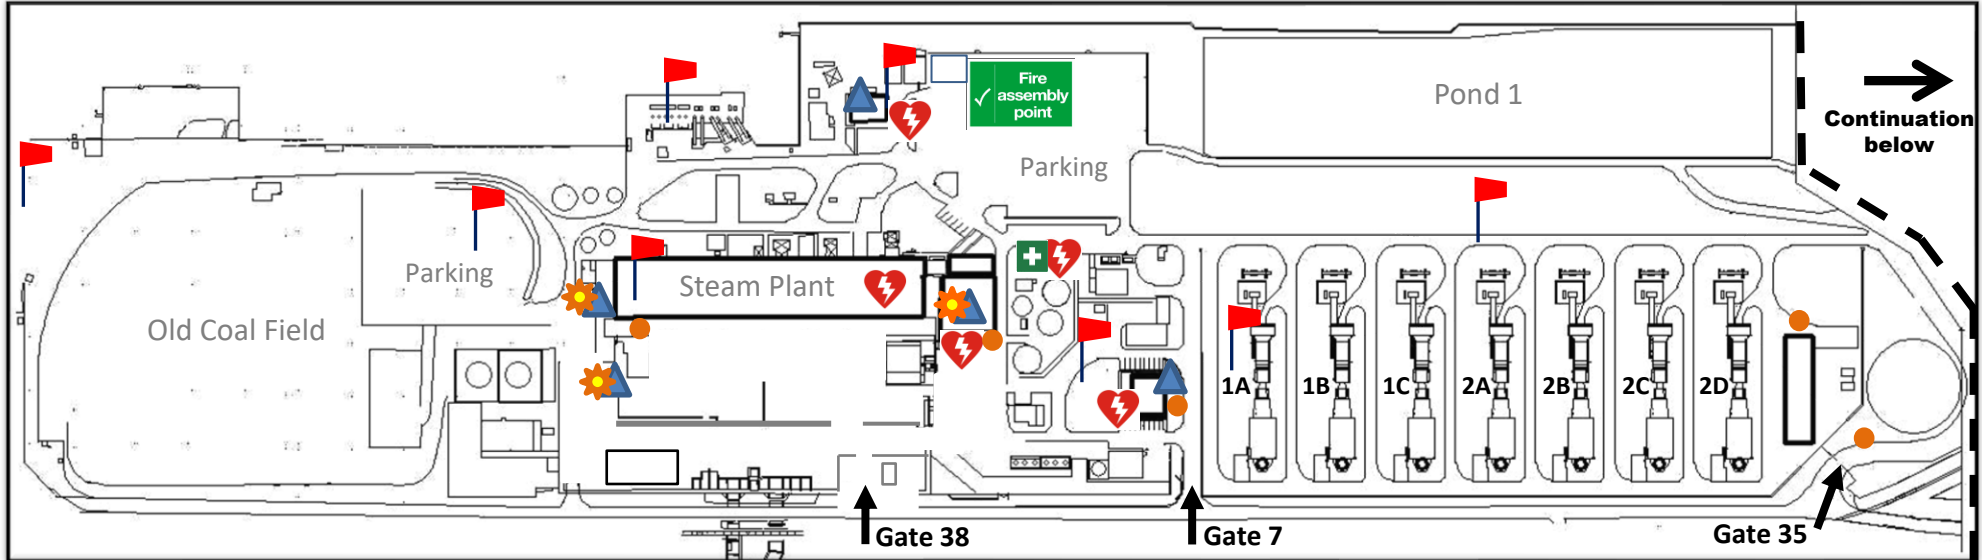 Fire
assembly
point
Pond 1
Continuation
below
Parking
Parking
Steam Plant
Old Coal Field
1A
1B
1C
2A
2B
2C
2D
Gate 38
Gate 7
Gate 35